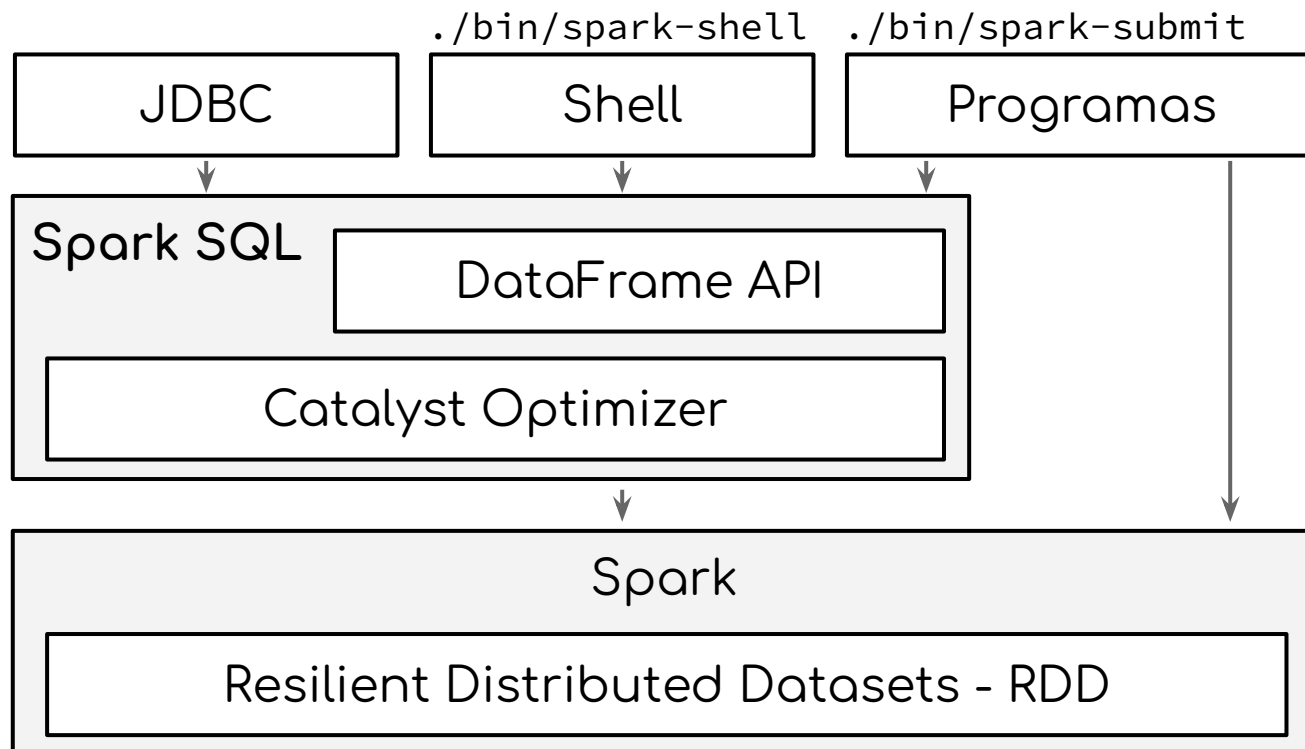 ./bin/spark-shell ./bin/spark-submit
JDBC Shell Programas
Spark SQL
DataFrame API
Catalyst Optimizer
Spark
Resilient Distributed Datasets - RDD